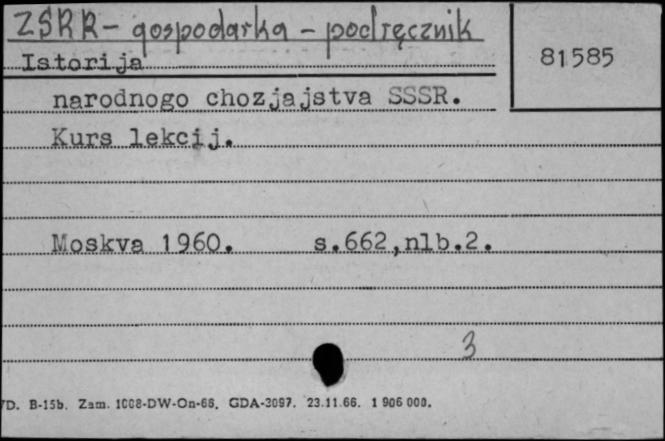 ZSRR - gospodarka - podręcznik
81585
Istorija
narodnogo chozjajstva SSSR.
Kurs lekcij.
Moskva 1960. s.662,nlb.2.
3
D. B-15b. Zam. 1008-DW-On-66. GDA-3097. 23.11.66. 1 906 000.